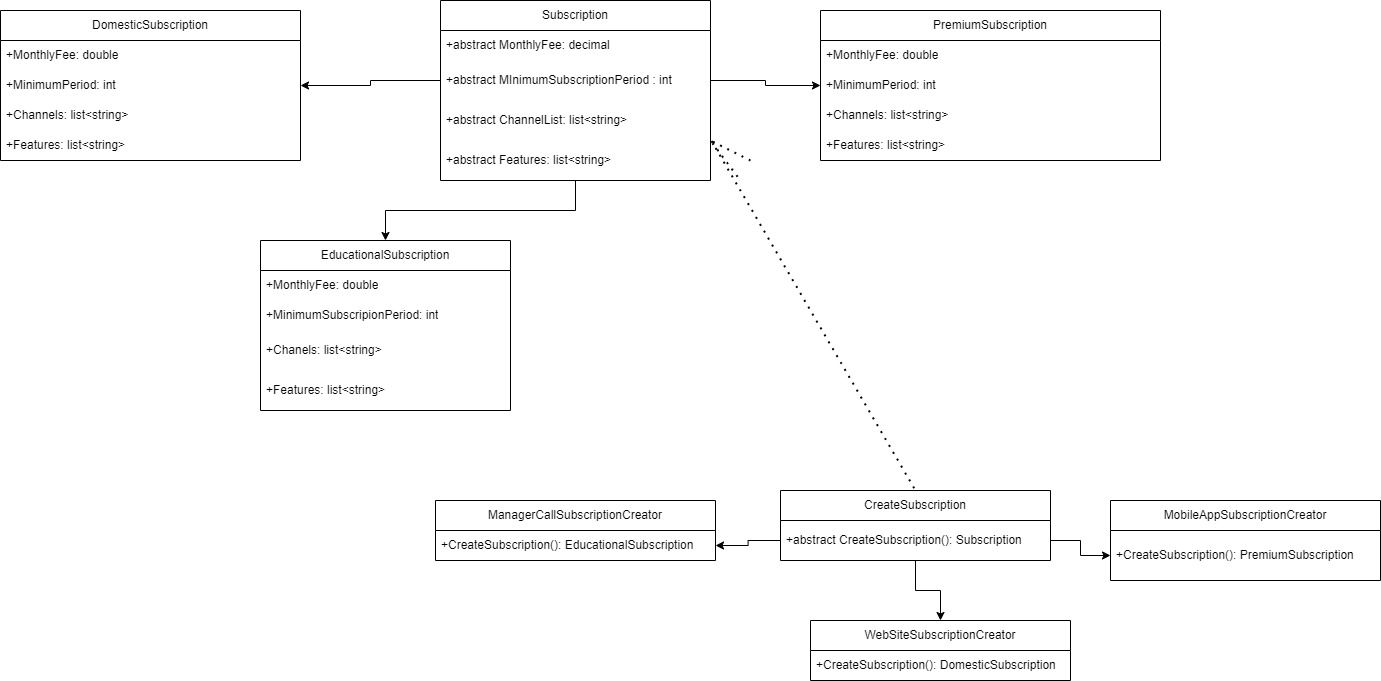 DomesticSubscription
+MonthlyFee: double
+MinimumPeriod: int
+Channels: list<string>
+Features: list<string>
Subscription
+abstract MonthlyFee: decimal
+abstract MInimumSubscriptionPeriod : int
+abstract ChannelList: list<string>
+abstract Features: list<string>
PremiumSubscription
+MonthlyFee: double
+MinimumPeriod: int
+Channels: list<string>
+Features: list<string>
EducationalSubscription
+MonthlyFee: double
+MinimumSubscripionPeriod: int
+Chanels: list<string>
+Features: list<string>
ManagerCallSubscriptionCreator
+CreateSubscription(): EducationalSubscription
CreateSubscription
+abstract CreateSubscription(): Subscription
MobileAppSubscriptionCreator
+CreateSubscription(): PremiumSubscription
WebSiteSubscriptionCreator
+CreateSubscription(): DomesticSubscription